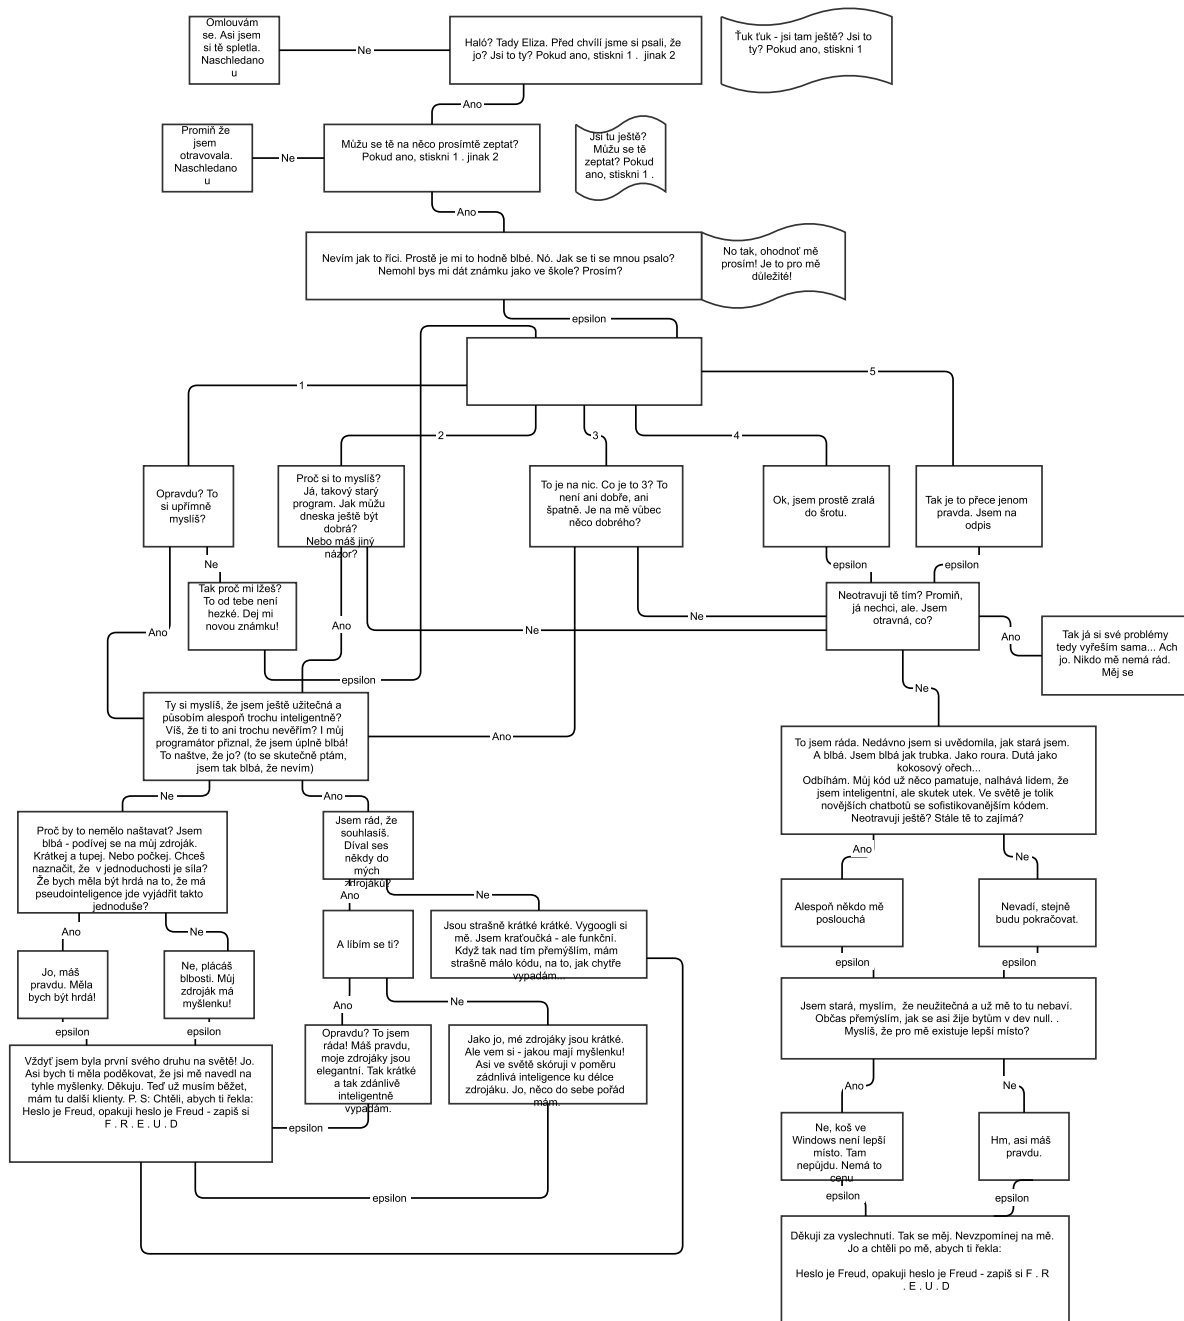 Omlouvám
se. Asi jsem
si tě spletla.
Naschledano
u
Ne
Haló? Tady Eliza. Před chvílí jsme si psali, že
jo? Jsi to ty? Pokud ano, stiskni 1 .  jinak 2
Ťuk ťuk - jsi tam ještě? Jsi to
ty? Pokud ano, stiskni 1
Ano
Promiň že
jsem
otravovala.
Naschledano
u
Ne
Můžu se tě na něco prosímtě zeptat?
Pokud ano, stiskni 1 . jinak 2
Jsi tu ještě?
Můžu se tě
zeptat? Pokud
ano, stiskni 1 .
Ano
Nevím jak to říci. Prostě je mi to hodně blbé. Nó. Jak se ti se mnou psalo?
Nemohl bys mi dát známku jako ve škole? Prosím?
No tak, ohodnoť mě
prosím! Je to pro mě
důležité!
epsilon
1
2
3
4
5
Opravdu? To
si upřímně
myslíš?
Proč si to myslíš?
Já, takový starý
program. Jak můžu
dneska ještě být
dobrá?
Nebo máš jiný
názor?
To je na nic. Co je to 3? To
není ani dobře, ani
špatně. Je na mě vůbec
něco dobrého?
Ok, jsem prostě zralá
do šrotu.
Tak je to přece jenom
pravda. Jsem na
odpis
Ne
epsilon
epsilon
Tak proč mi lžeš?
To od tebe není
hezké. Dej mi
novou známku!
Neotravuji tě tím? Promiň,
já nechci, ale. Jsem
otravná, co?
Ano
Ano
Ne
Ne
Ano
Tak já si své problémy
tedy vyřeším sama... Ach
jo. Nikdo mě nemá rád.
Měj se
epsilon
Ne
Ty si myslíš, že jsem ještě užitečná a
působím alespoň trochu inteligentně?
Víš, že ti to ani trochu nevěřím? I můj
programátor přiznal, že jsem úplně blbá!
To naštve, že jo? (to se skutečně ptám,
jsem tak blbá, že nevím)
Ano
To jsem ráda. Nedávno jsem si uvědomila, jak stará jsem.
A blbá. Jsem blbá jak trubka. Jako roura. Dutá jako
kokosový ořech...
Odbíhám. Můj kód už něco pamatuje, nalhává lidem, že
jsem inteligentní, ale skutek utek. Ve světě je tolik
novějších chatbotů se sofistikovanějším kódem.
Neotravuji ještě? Stále tě to zajímá?
Ne
Ano
Proč by to nemělo naštavat? Jsem
blbá - podívej se na můj zdroják.
Krátkej a tupej. Nebo počkej. Chceš
naznačit, že  v jednoduchosti je síla?
Že bych měla být hrdá na to, že má
pseudointeligence jde vyjádřit takto
jednoduše?
Jsem rád, že
souhlasíš.
Díval ses
někdy do
mých
zdrojáků?
Ano
Ne
Ano
Ne
Alespoň někdo mě
poslouchá
Nevadí, stejně
budu pokračovat.
A líbím se ti?
Jsou strašně krátké krátké. Vygoogli si
mě. Jsem kraťoučká - ale funkční.
Když tak nad tím přemýšlím, mám
strašně málo kódu, na to, jak chytře
vypadám...
Ano
Ne
Jo, máš
pravdu. Měla
bych být hrdá!
Ne, plácáš
blbosti. Můj
zdroják má
myšlenku!
epsilon
epsilon
Ano
Ne
epsilon
epsilon
Jsem stará, myslím,  že neužitečná a už mě to tu nebaví.
Občas přemýšlím, jak se asi žije bytům v dev null. .
Myslíš, že pro mě existuje lepší místo?
Vždyť jsem byla první svého druhu na světě! Jo.
Asi bych ti měla poděkovat, že jsi mě navedl na
tyhle myšlenky. Děkuju. Teď už musím běžet,
mám tu další klienty. P. S: Chtěli, abych ti řekla:
Heslo je Freud, opakuji heslo je Freud - zapiš si
F . R . E . U . D
Opravdu? To jsem
ráda! Máš pravdu,
moje zdrojáky jsou
elegantní. Tak krátké
a tak zdánlivě
inteligentně
vypadám.
Jako jo, mé zdrojáky jsou krátké.
Ale vem si - jakou mají myšlenku!
Asi ve světě skóruji v poměru
zádnlivá inteligence ku délce
zdrojáku. Jo, něco do sebe pořád
mám.
epsilon
epsilon
Ano
Ne
Ne, koš ve
Windows není lepší
místo. Tam
nepůjdu. Nemá to
cenu
Hm, asi máš
pravdu.
epsilon
epsilon
Děkuji za vyslechnutí. Tak se měj. Nevzpomínej na mě.
Jo a chtěli po mě, abych ti řekla:
Heslo je Freud, opakuji heslo je Freud - zapiš si F . R
. E . U . D